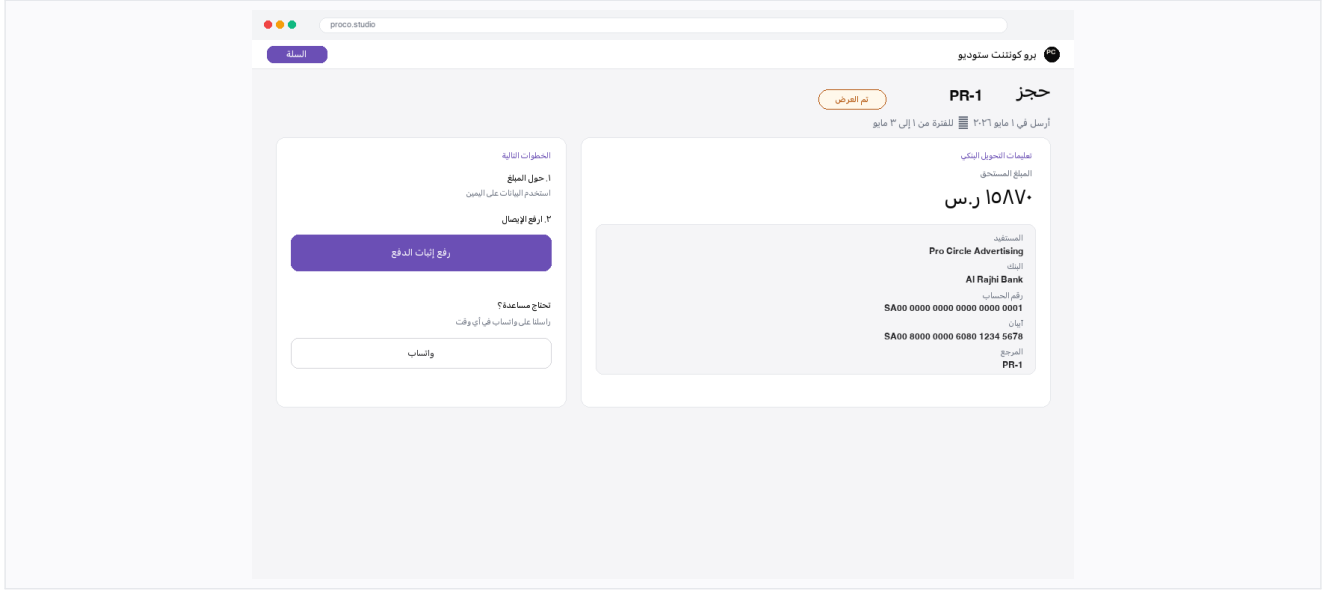 proco.studio
PC برو كونتنت ستوديو
السلة
حجز PR-1
تم العرض
أرسل في ١ مايو ٢٠٢٦ للفترة من ١ إلى ٣ مايو
تعليمات التحويل البنكي
المبلغ المستحق
١٥٨٧٠ ر.س
المستفيد
Pro Circle Advertising
البنك
Al Rajhi Bank
رقم الحساب
SA00 0000 0000 0000 0000 0001
آيبان
SA00 8000 0000 6080 1234 5678
المرجع
PR-1
الخطوات التالية
١. حول المبلغ
استخدم البيانات على اليمين
٢. ارفع الإيصال
رفع إثبات الدفع
تحتاج مساعدة؟
راسلنا على واتساب في أي وقت
واتساب